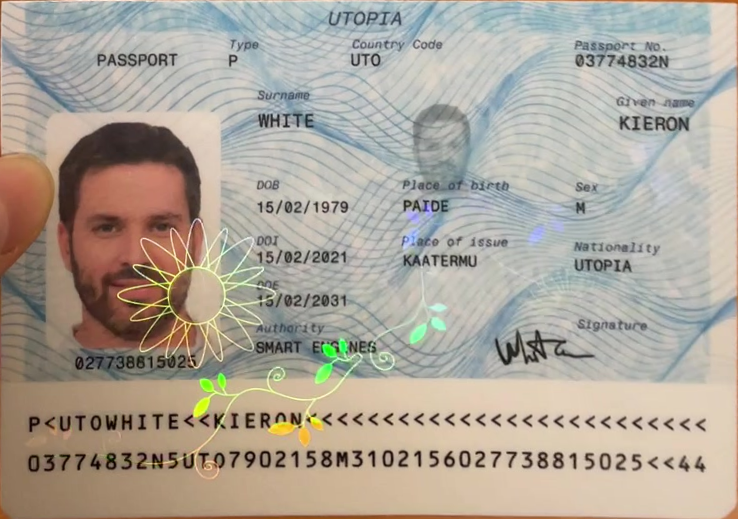 UTOPIA
PASSPORT
Type
P
Country Code
UTO
Passport No.
03774832N
Surname
WHITE
Given name
KIERON
DOB
15/02/1979
Place of birth
PAIDE
Sex
M
DOI
15/02/2021
Place of issue
KAATERMU
Nationality
UTOPIA
DOE
15/02/2031
Authority
SMART ENGINES
Signature
027738815025
P<UTOWHITE<<KIERON<<<<<<<<<<<<<<<<<<<<<<<<<<
03774832N5UTO7902158M3102156027738815025<<44